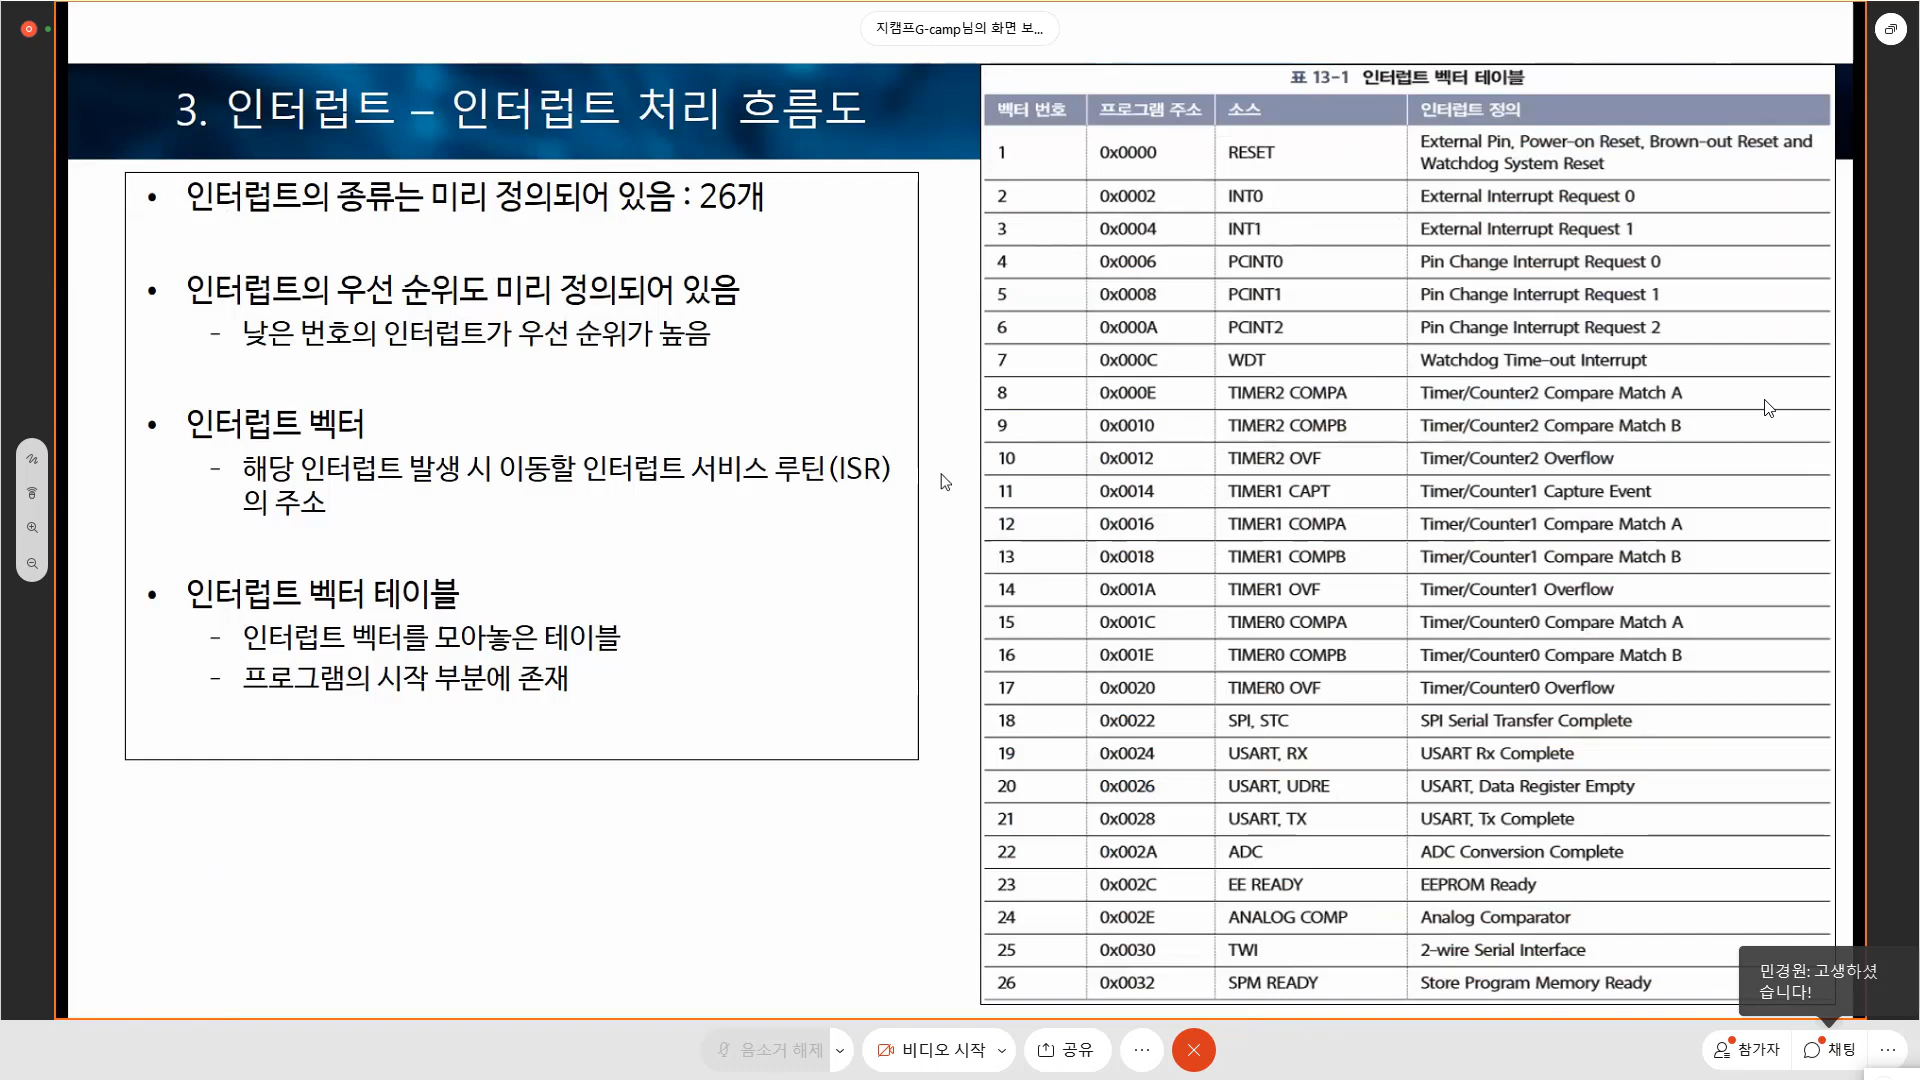 지캠프G-camp님의 화면 보...
3. 인터럽트 – 인터럽트 처리 흐름도
• 인터럽트의 종류는 미리 정의되어 있음 : 26개
• 인터럽트의 우선 순위도 미리 정의되어 있음
- 낮은 번호의 인터럽트가 우선 순위가 높음
• 인터럽트 벡터
- 해당 인터럽트 발생 시 이동할 인터럽트 서비스 루틴(ISR)
의 주소
• 인터럽트 벡터 테이블
- 인터럽트 벡터를 모아놓은 테이블
- 프로그램의 시작 부분에 존재
표 13-1 인터럽트 벡터 테이블
벡터 번호 프로그램 주소 소스 인터럽트 정의
1 0x0000 RESET External Pin, Power-on Reset, Brown-out Reset and
Watchdog System Reset
2 0x0002 INT0 External Interrupt Request 0
3 0x0004 INT1 External Interrupt Request 1
4 0x0006 PCINT0 Pin Change Interrupt Request 0
5 0x0008 PCINT1 Pin Change Interrupt Request 1
6 0x000A PCINT2 Pin Change Interrupt Request 2
7 0x000C WDT Watchdog Time-out Interrupt
8 0x000E TIMER2 COMPA Timer/Counter2 Compare Match A
9 0x0010 TIMER2 COMPB Timer/Counter2 Compare Match B
10 0x0012 TIMER2 OVF Timer/Counter2 Overflow
11 0x0014 TIMER1 CAPT Timer/Counter1 Capture Event
12 0x0016 TIMER1 COMPA Timer/Counter1 Compare Match A
13 0x0018 TIMER1 COMPB Timer/Counter1 Compare Match B
14 0x001A TIMER1 OVF Timer/Counter1 Overflow
15 0x001C TIMER0 COMPA Timer/Counter0 Compare Match A
16 0x001E TIMER0 COMPB Timer/Counter0 Compare Match B
17 0x0020 TIMER0 OVF Timer/Counter0 Overflow
18 0x0022 SPI, STC SPI Serial Transfer Complete
19 0x0024 USART, RX USART Rx Complete
20 0x0026 USART, UDRE USART, Data Register Empty
21 0x0028 USART, TX USART, Tx Complete
22 0x002A ADC ADC Conversion Complete
23 0x002C EE READY EEPROM Ready
24 0x002E ANALOG COMP Analog Comparator
25 0x0030 TWI 2-wire Serial Interface
26 0x0032 SPM READY Store Program Memory Ready
민경원: 고생하셨
습니다!
음소거 해제 비디오 시작 공유 ... 참가자 채팅 ...